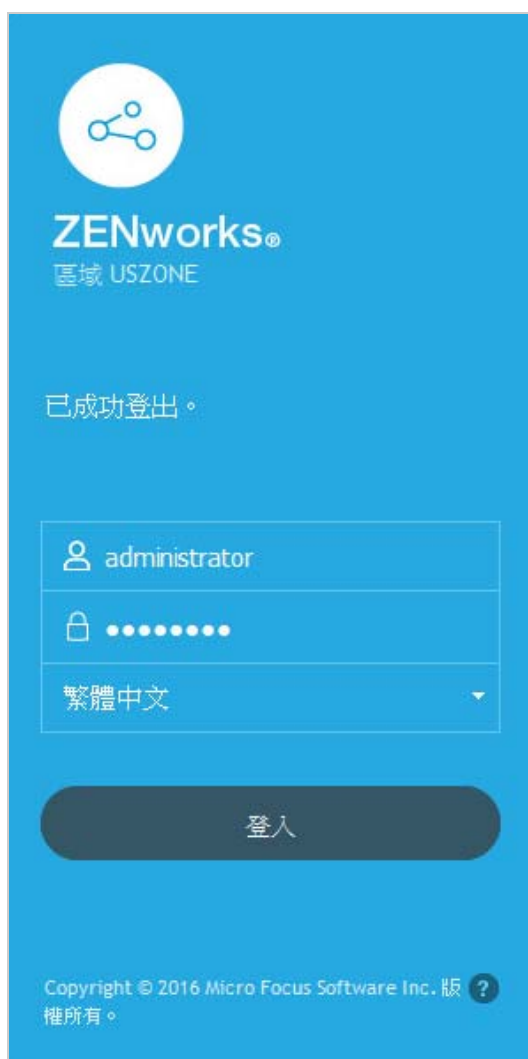 ZENworks®
區域 USZONE
已成功登出。
administrator
繁體中文
登入
Copyright © 2016 Micro Focus Software Inc. 版
權所有。
?